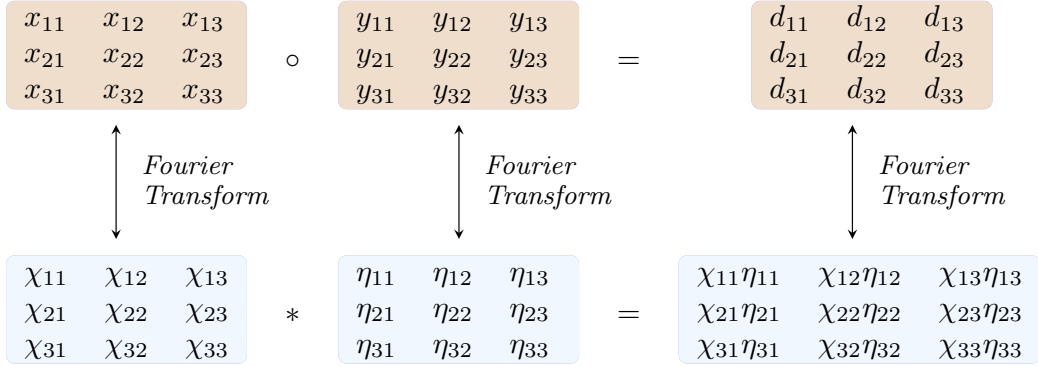 x₁₁ x₁₂ x₁₃ y₁₁ y₁₂ y₁₃ d₁₁ d₁₂ d₁₃
x₂₁ x₂₂ x₂₃ ∘ y₂₁ y₂₂ y₂₃ = d₂₁ d₂₂ d₂₃
x₃₁ x₃₂ x₃₃ y₃₁ y₃₂ y₃₃ d₃₁ d₃₂ d₃₃
Fourier Fourier Fourier
Transform Transform Transform
χ₁₁ χ₁₂ χ₁₃ η₁₁ η₁₂ η₁₃ χ₁₁η₁₁ χ₁₂η₁₂ χ₁₃η₁₃
χ₂₁ χ₂₂ χ₂₃ * η₂₁ η₂₂ η₂₃ = χ₂₁η₂₁ χ₂₂η₂₂ χ₂₃η₂₃
χ₃₁ χ₃₂ χ₃₃ η₃₁ η₃₂ η₃₃ χ₃₁η₃₁ χ₃₂η₃₂ χ₃₃η₃₃